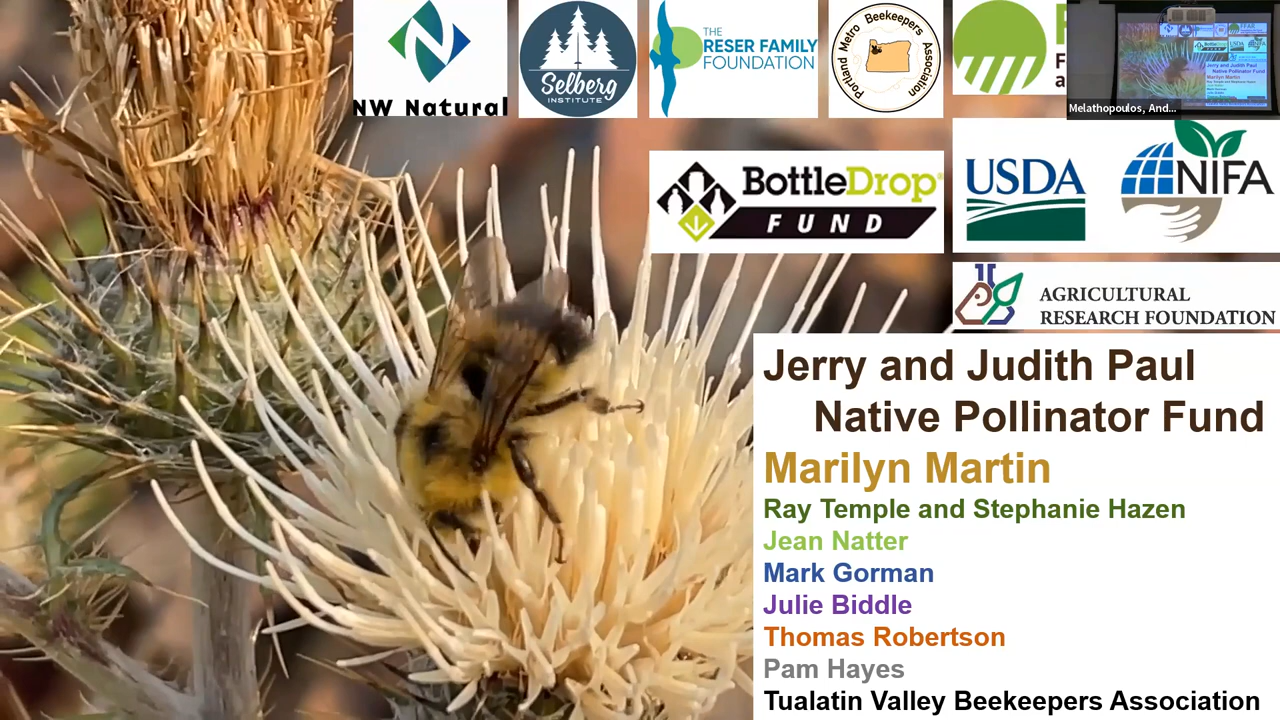 NW Natural
Selberg
INSTITUTE
THE
RESER FAMILY
FOUNDATION
Portland Metro Beekeepers Association
F
a
Melathopoulos, And...
BottleDrop
FUND
USDA
NIFA
AGRICULTURAL
RESEARCH FOUNDATION
Jerry and Judith Paul
Native Pollinator Fund
Marilyn Martin
Ray Temple and Stephanie Hazen
Jean Natter
Mark Gorman
Julie Biddle
Thomas Robertson
Pam Hayes
Tualatin Valley Beekeepers Association